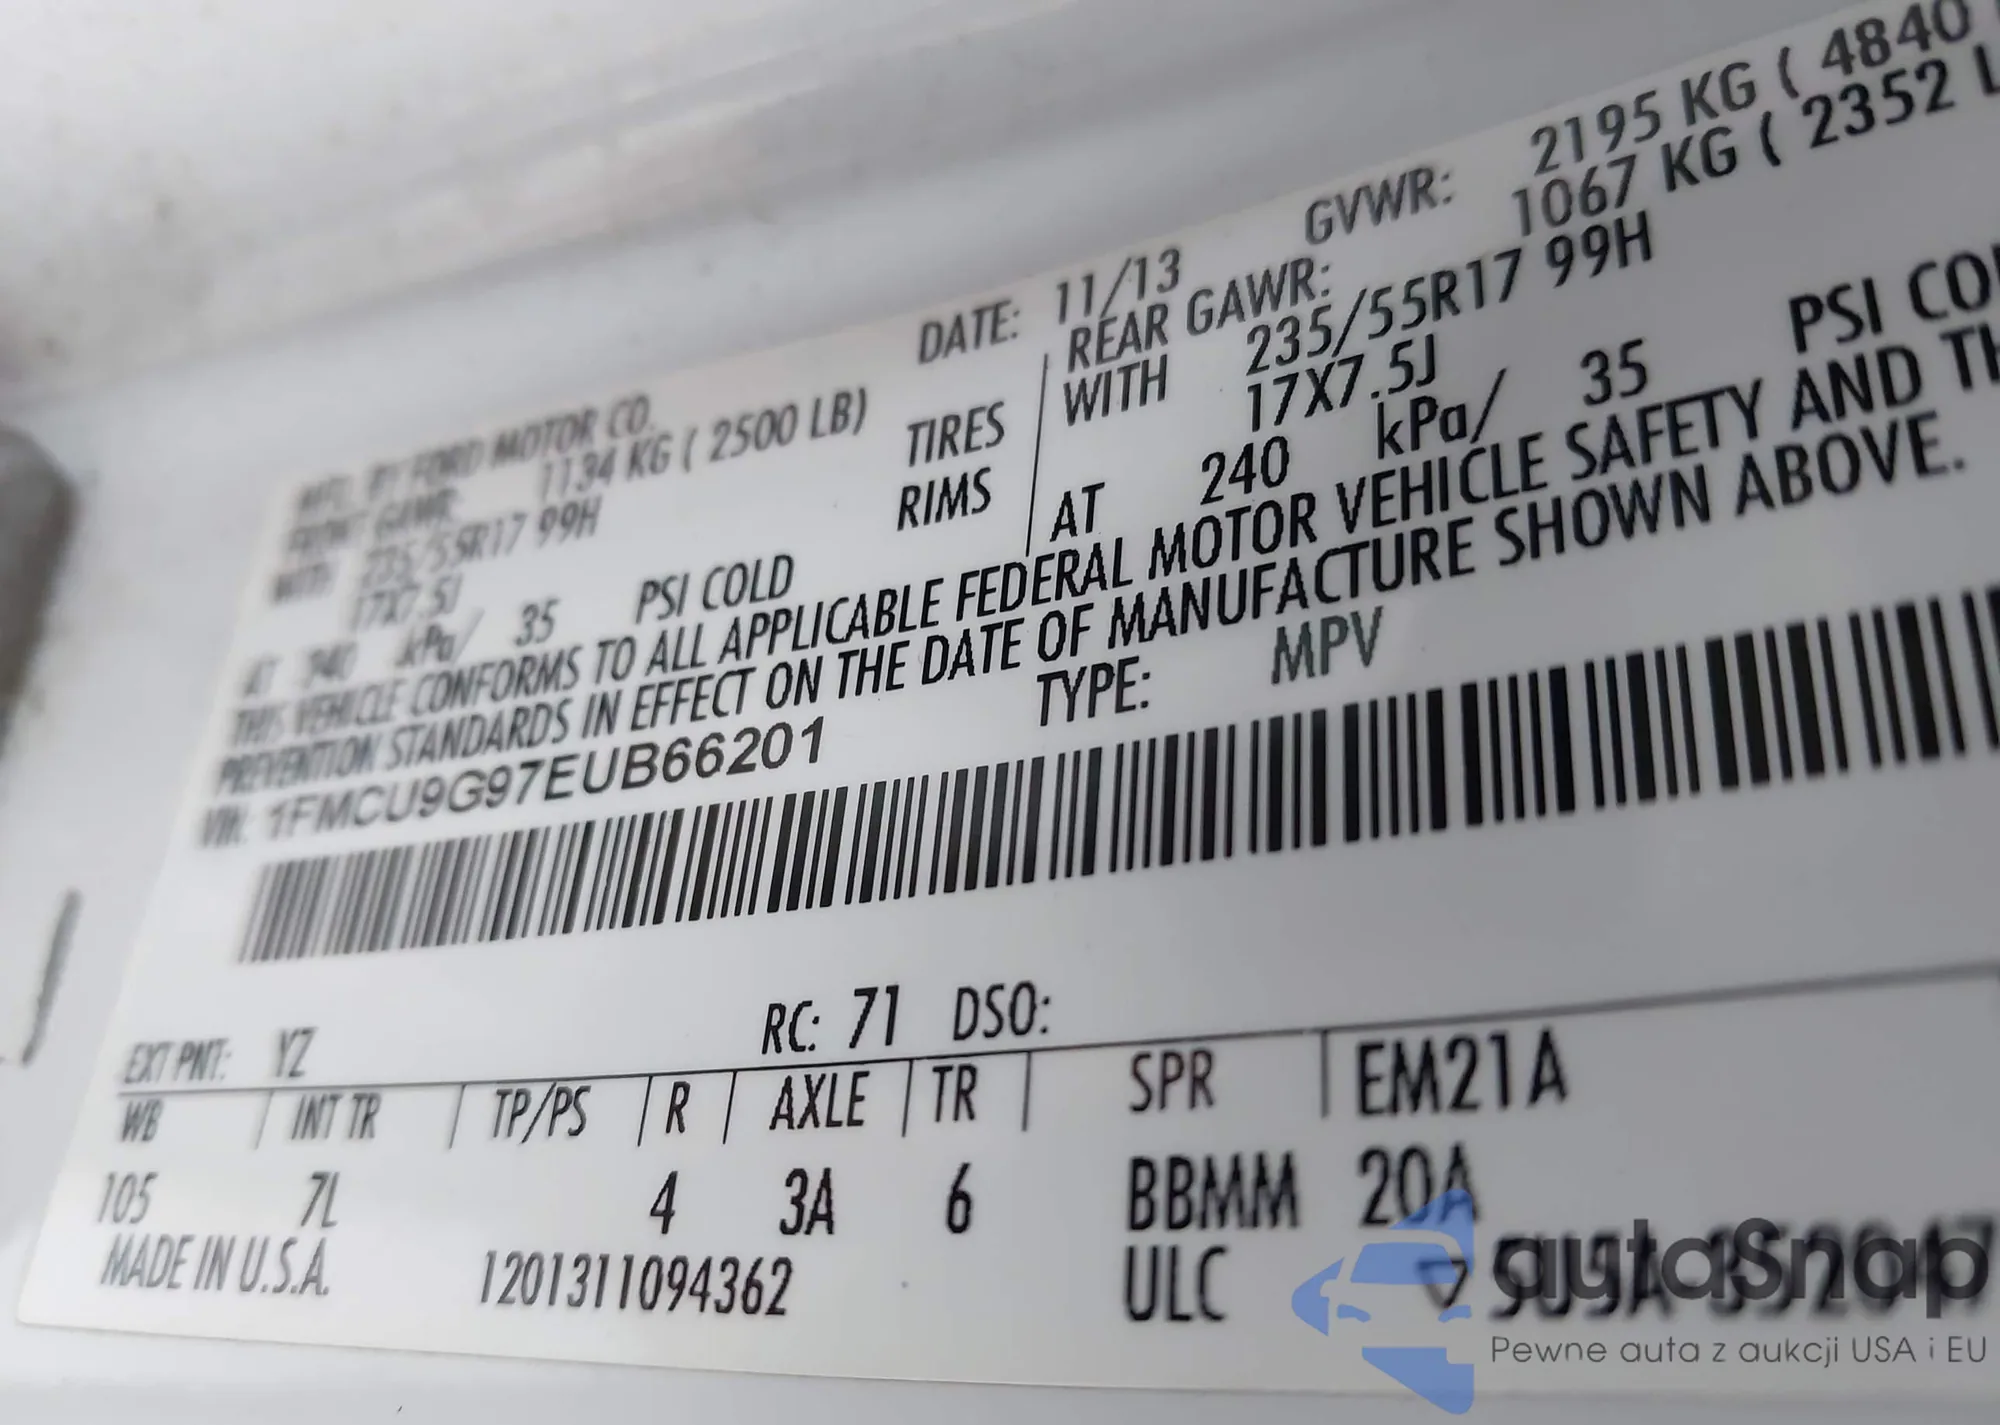 MFD. BY FORD MOTOR CO.
DATE: 11/13
GVWR: 2195 KG ( 4840
FRONT GAWR: 1134 KG ( 2500 LB)
REAR GAWR: 1067 KG ( 2352 L
WITH 235/55R17 99H
TIRES
WITH 235/55R17 99H
17X7.5J
RIMS
17X7.5J
AT 240 kPa/ 35 PSI COLD
AT 240 kPa/ 35 PSI CO
THIS VEHICLE CONFORMS TO ALL APPLICABLE FEDERAL MOTOR VEHICLE SAFETY AND TH
PREVENTION STANDARDS IN EFFECT ON THE DATE OF MANUFACTURE SHOWN ABOVE.
VIN: 1FMCU9G97EUB66201
TYPE: MPV
EXT PNT: YZ RC: 71 DSO:
WB | INT TR | TP/PS | R | AXLE | TR | SPR | EM21A
105 7L 4 3A 6 BBMM 20A
MADE IN U.S.A. 1201311094362 ULC
autaSnap
Pewne auta z aukcji USA i EU